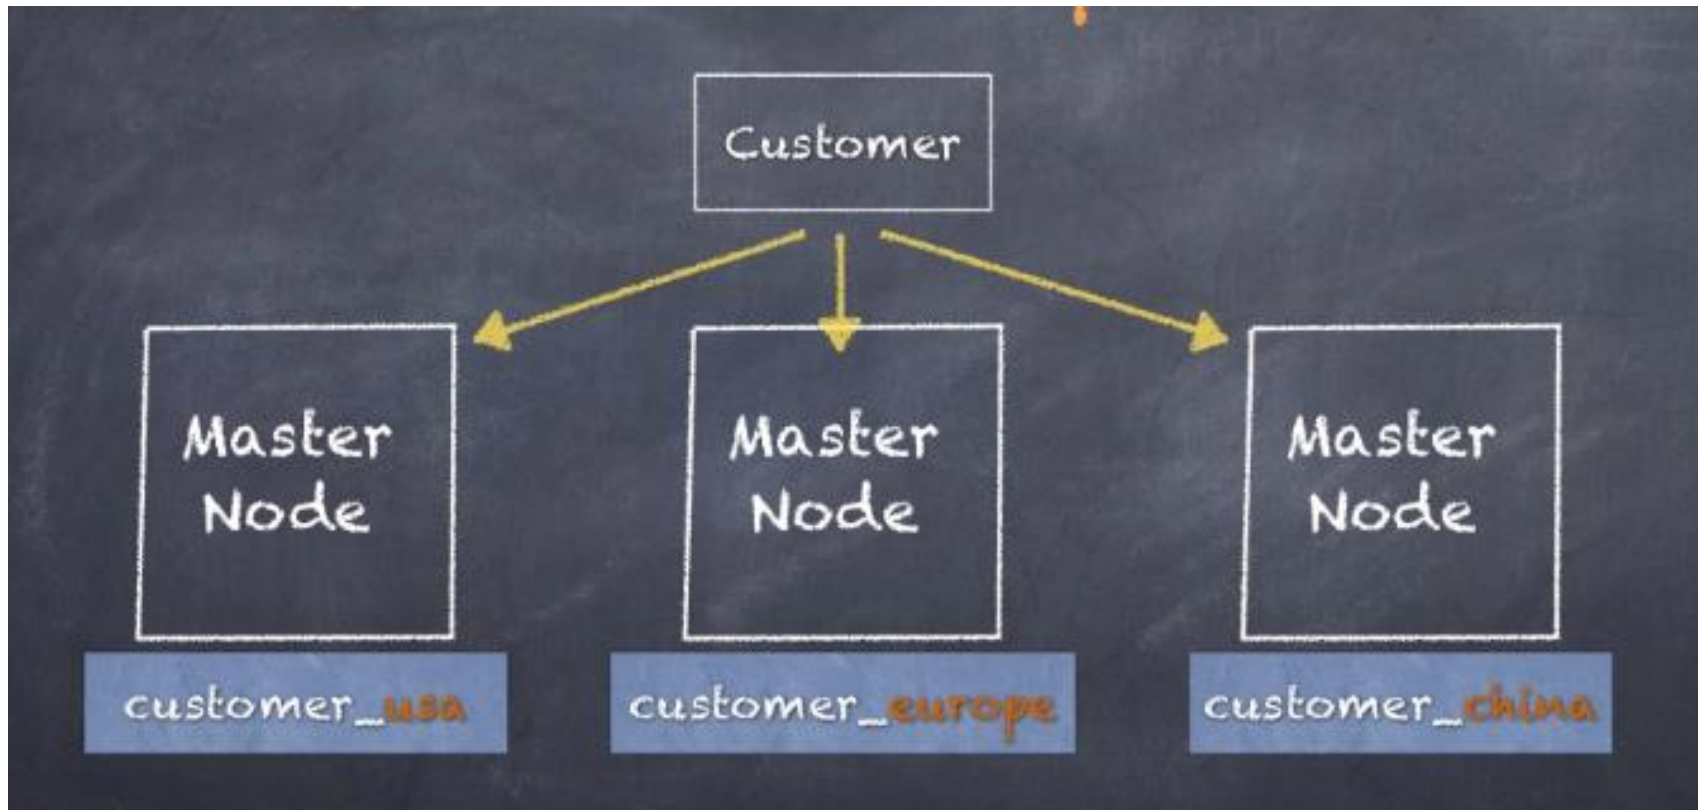 Customer
Master
Node
Master
Node
Master
Node
customer_usa
customer_europe
customer_china